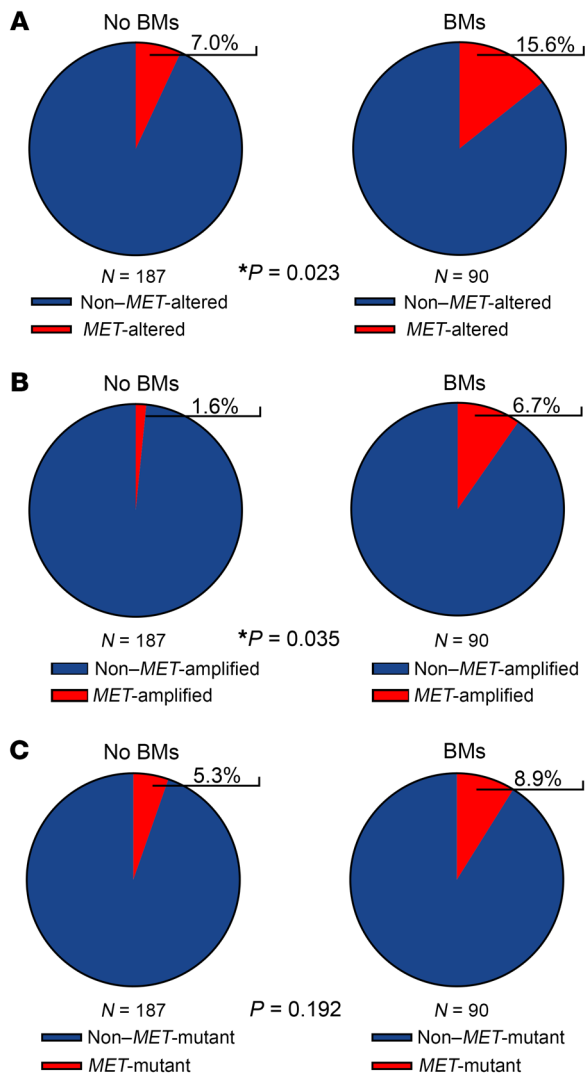 A
No BMs
BMs
7.0%
15.6%
N = 187
*P = 0.023
N = 90
Non–MET-altered
Non–MET-altered
MET-altered
MET-altered
B
No BMs
BMs
1.6%
6.7%
N = 187
*P = 0.035
N = 90
Non–MET-amplified
Non–MET-amplified
MET-amplified
MET-amplified
C
No BMs
BMs
5.3%
8.9%
N = 187
P = 0.192
N = 90
Non–MET-mutant
Non–MET-mutant
MET-mutant
MET-mutant